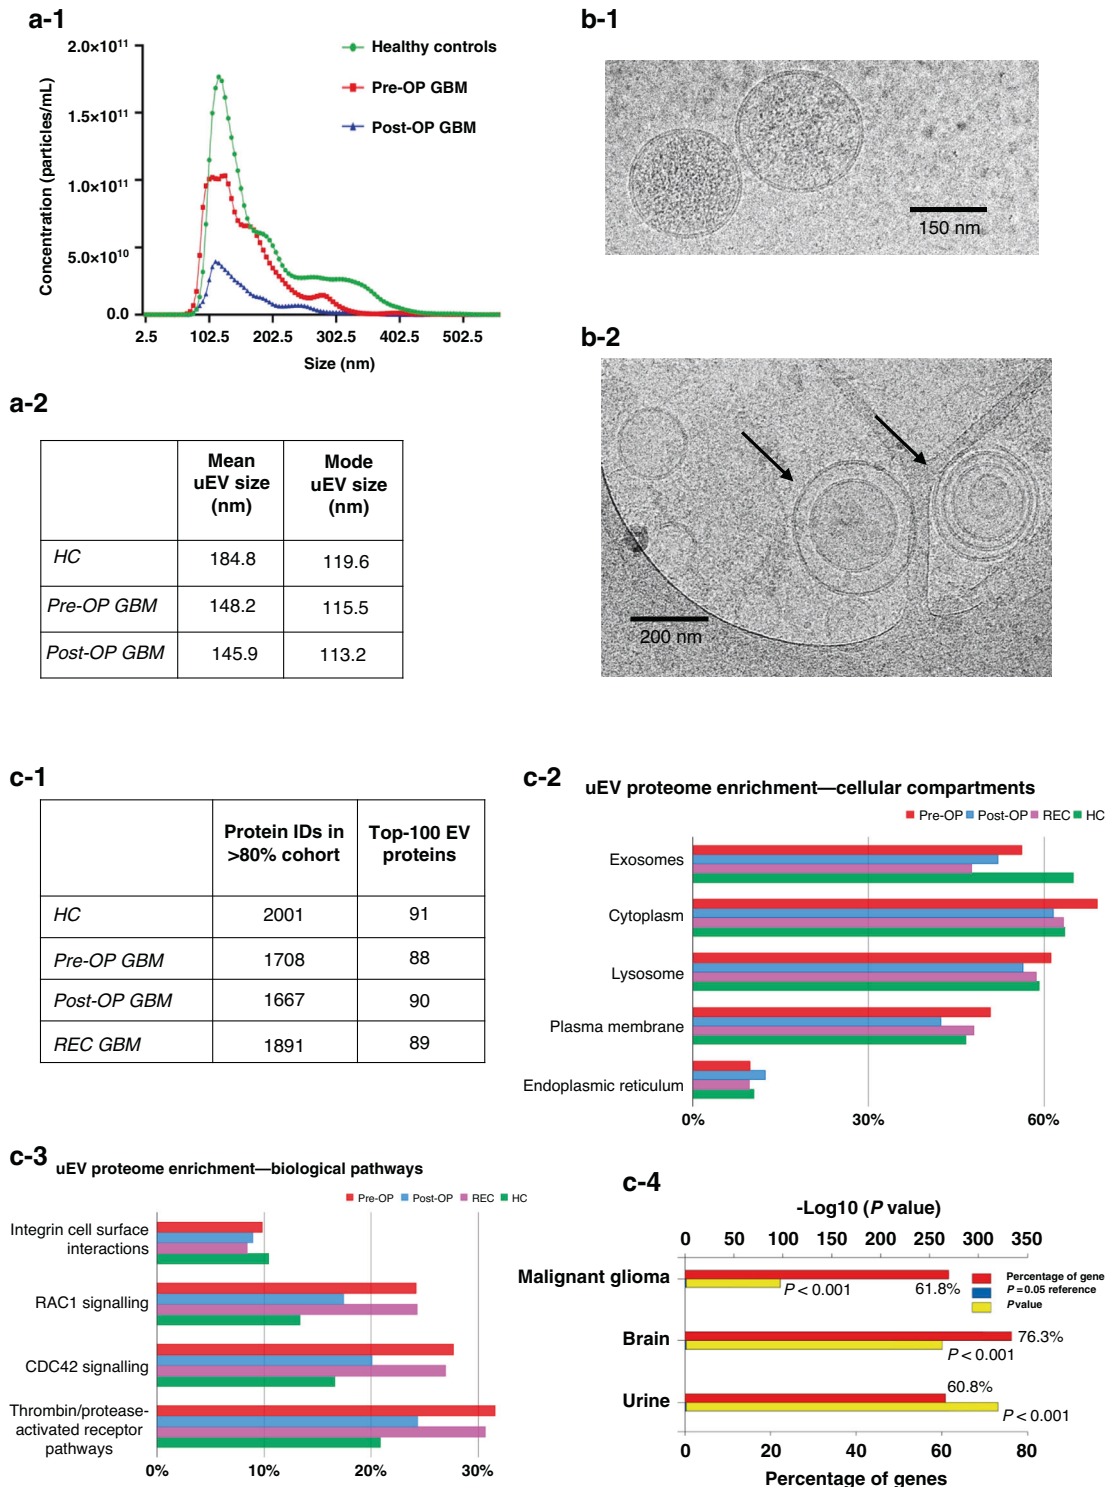 a-1
2.0×10¹¹
1.5×10¹¹
1.0×10¹¹
5.0×10¹⁰
0.0
Concentration (particles/mL)
2.5 102.5 202.5 302.5 402.5 502.5
Size (nm)
Healthy controls
Pre-OP GBM
Post-OP GBM
b-1
150 nm
a-2
Mean uEV size (nm) Mode uEV size (nm)
HC 184.8 119.6
Pre-OP GBM 148.2 115.5
Post-OP GBM 145.9 113.2
b-2
200 nm
c-1
Protein IDs in >80% cohort Top-100 EV proteins
HC 2001 91
Pre-OP GBM 1708 88
Post-OP GBM 1667 90
REC GBM 1891 89
c-2
uEV proteome enrichment—cellular compartments
Pre-OP Post-OP REC HC
Exosomes
Cytoplasm
Lysosome
Plasma membrane
Endoplasmic reticulum
0% 30% 60%
c-3
uEV proteome enrichment—biological pathways
Pre-OP Post-OP REC HC
Integrin cell surface
interactions
RAC1 signalling
CDC42 signalling
Thrombin/protease-
activated receptor
pathways
0% 10% 20% 30%
c-4
-Log10 (P value)
0 50 100 150 200 250 300 350
Malignant glioma
P < 0.001
61.8%
Percentage of gene
P = 0.05 reference
P value
Brain
76.3%
P < 0.001
60.8%
Urine
P < 0.001
0 20 40 60 80
Percentage of genes